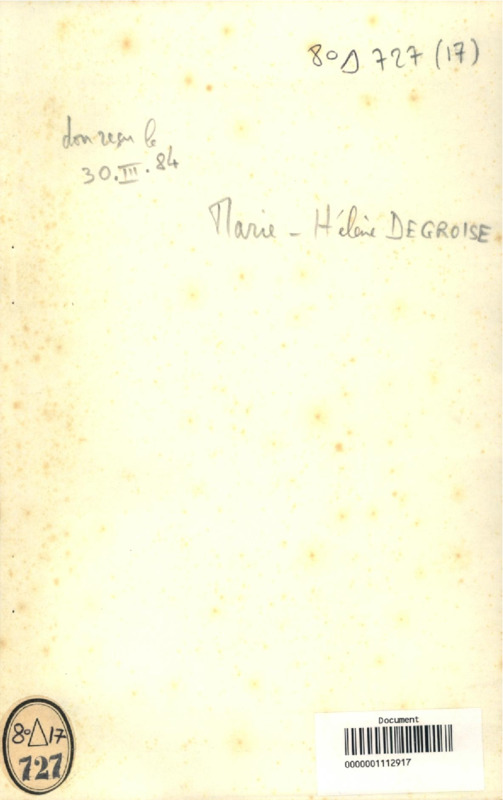 8° Δ 727 (17)
don reçu le
30.III.84
Marie - Hélène DEGROISE
8° Δ 17
727
Document
0000001112917